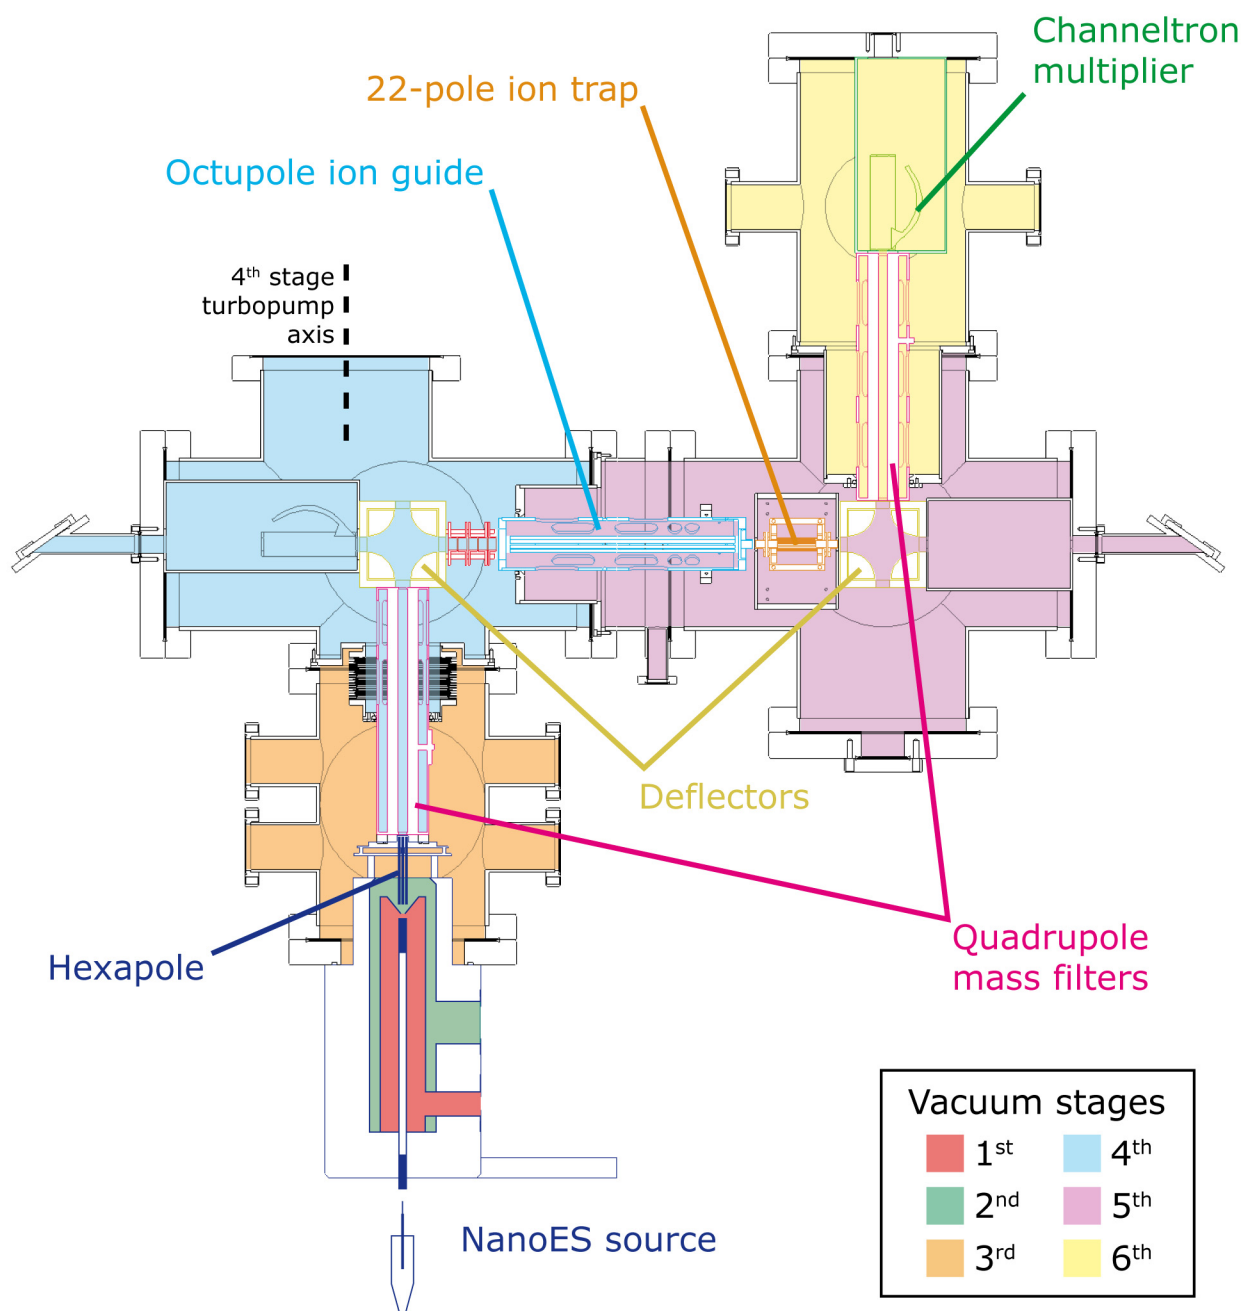 Channeltron
multiplier
22-pole ion trap
Octupole ion guide
4th stage
turbopump
axis
Deflectors
Hexapole
Quadrupole
mass filters
NanoES source
Vacuum stages
1st 4th
2nd 5th
3rd 6th